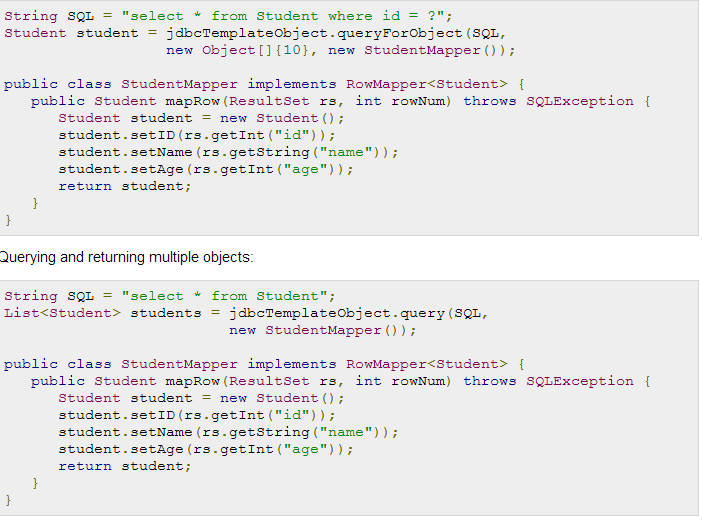 String SQL = "select * from Student where id = ?";
Student student = jdbcTemplateObject.queryForObject(SQL,
                  new Object[]{10}, new StudentMapper());
public class StudentMapper implements RowMapper<Student> {
   public Student mapRow(ResultSet rs, int rowNum) throws SQLException {
      Student student = new Student();
      student.setID(rs.getInt("id"));
      student.setName(rs.getString("name"));
      student.setAge(rs.getInt("age"));
      return student;
   }
}
Querying and returning multiple objects:
String SQL = "select * from Student";
List<Student> students = jdbcTemplateObject.query(SQL,
                         new StudentMapper());
public class StudentMapper implements RowMapper<Student> {
   public Student mapRow(ResultSet rs, int rowNum) throws SQLException {
      Student student = new Student();
      student.setID(rs.getInt("id"));
      student.setName(rs.getString("name"));
      student.setAge(rs.getInt("age"));
      return student;
   }
}